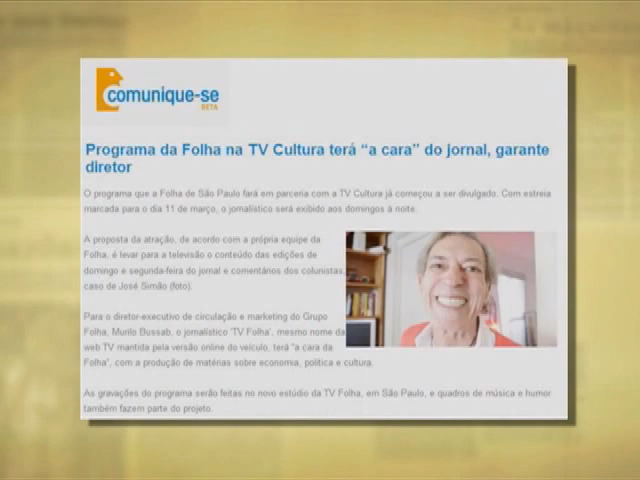 comunique-se
BETA
Programa da Folha na TV Cultura terá “a cara” do jornal, garante
diretor
O programa que a Folha de São Paulo fará em parceria com a TV Cultura já começou a ser divulgado. Com estreia
marcada para o dia 11 de março, o jornalístico será exibido aos domingos à noite.
A proposta da atração, de acordo com a própria equipe da
Folha, é levar para a televisão o conteúdo das edições de
domingo e segunda-feira do jornal e comentários dos colunistas,
caso de José Simão (foto).
Para o diretor-executivo de circulação e marketing do Grupo
Folha, Murilo Bussab, o jornalístico ‘TV Folha’, mesmo nome da
web TV mantida pela versão online do veículo, terá “a cara da
Folha”, com a produção de matérias sobre economia, política e cultura.
As gravações do programa serão feitas no novo estúdio da TV Folha, em São Paulo, e quadros de música e humor
também fazem parte do projeto.